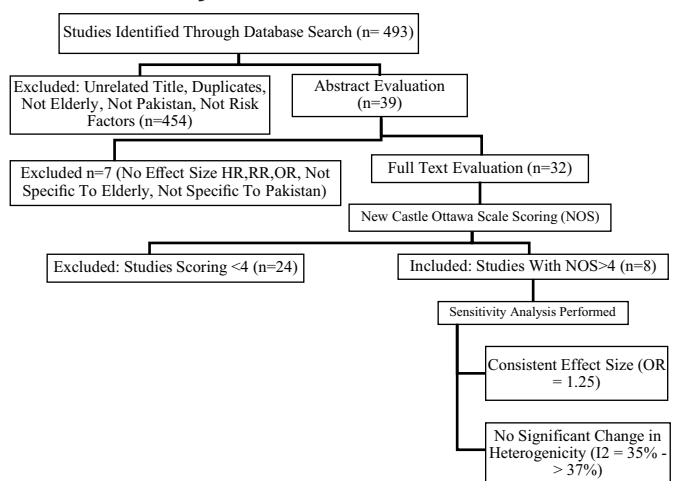 Studies Identified Through Database Search (n= 493)
Excluded: Unrelated Title, Duplicates,
Not Elderly, Not Pakistan, Not Risk
Factors (n=454)
Abstract Evaluation
(n=39)
Excluded n=7 (No Effect Size HR,RR,OR, Not
Specific To Elderly, Not Specific To Pakistan)
Full Text Evaluation (n=32)
New Castle Ottawa Scale Scoring (NOS)
Excluded: Studies Scoring <4 (n=24)
Included: Studies With NOS>4 (n=8)
Sensitivity Analysis Performed
Consistent Effect Size (OR
= 1.25)
No Significant Change in
Heterogenicity (I2 = 35% -
> 37%)